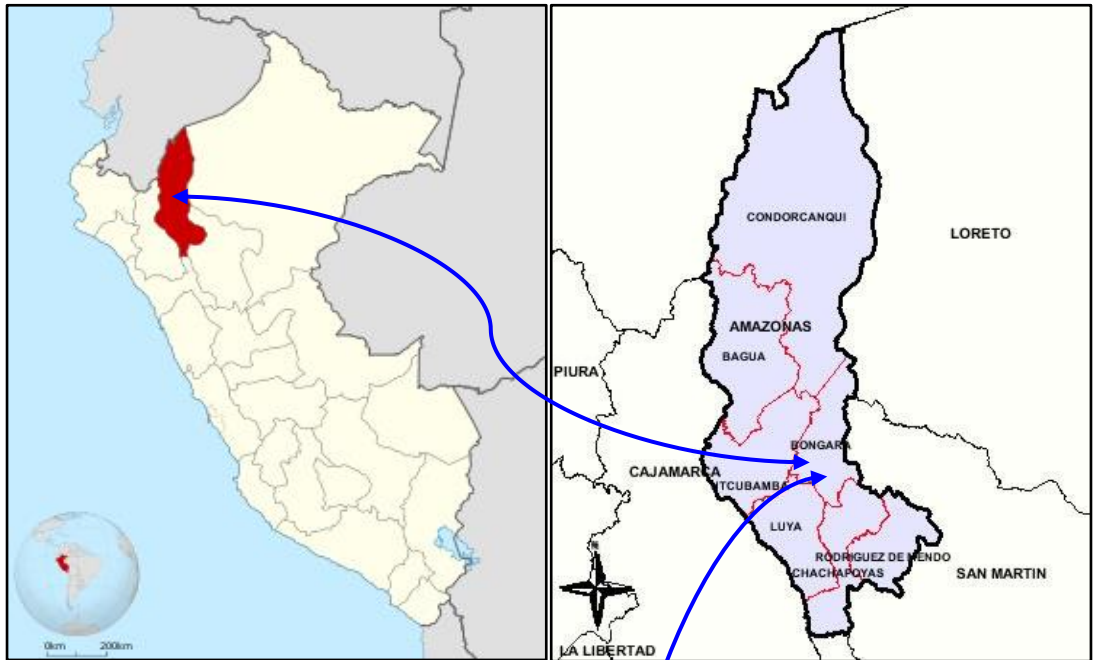 0km 200km
CONDORCANQUI
LORETO
AMAZONAS
BAGUA
PIURA
BONGARA
CAJAMARCA
UTCUBAMBA
LUYA
RODRIGUEZ DE MENDO
CHACHAPOYAS
SAN MARTIN
N
LA LIBERTAD